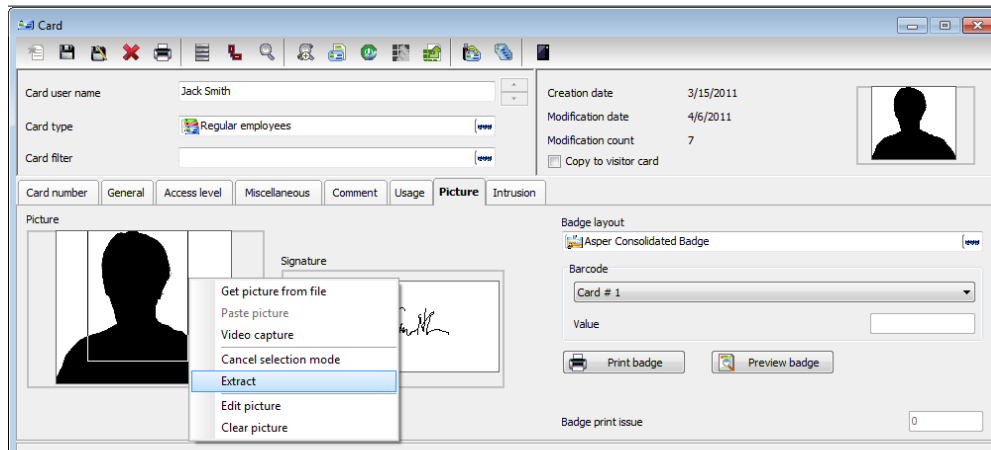 Card
Card user name
Jack Smith
Card type
Regular employees
Card filter
Creation date 3/15/2011
Modification date 4/6/2011
Modification count 7
Copy to visitor card
Card number General Access level Miscellaneous Comment Usage Picture Intrusion
Picture
Signature
Get picture from file
Paste picture
Video capture
Cancel selection mode
Extract
Edit picture
Clear picture
Badge layout
Asper Consolidated Badge
Barcode
Card # 1
Value
Print badge Preview badge
Badge print issue 0